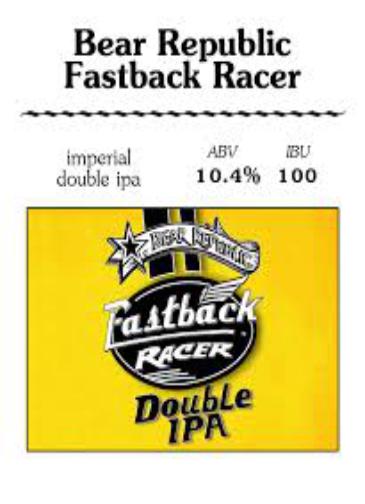 Bear Republic
Fastback Racer
imperial
double ipa
ABV IBU
10.4% 100
BEAR REPUBLIC
Fastback
RACER
Double
IPA